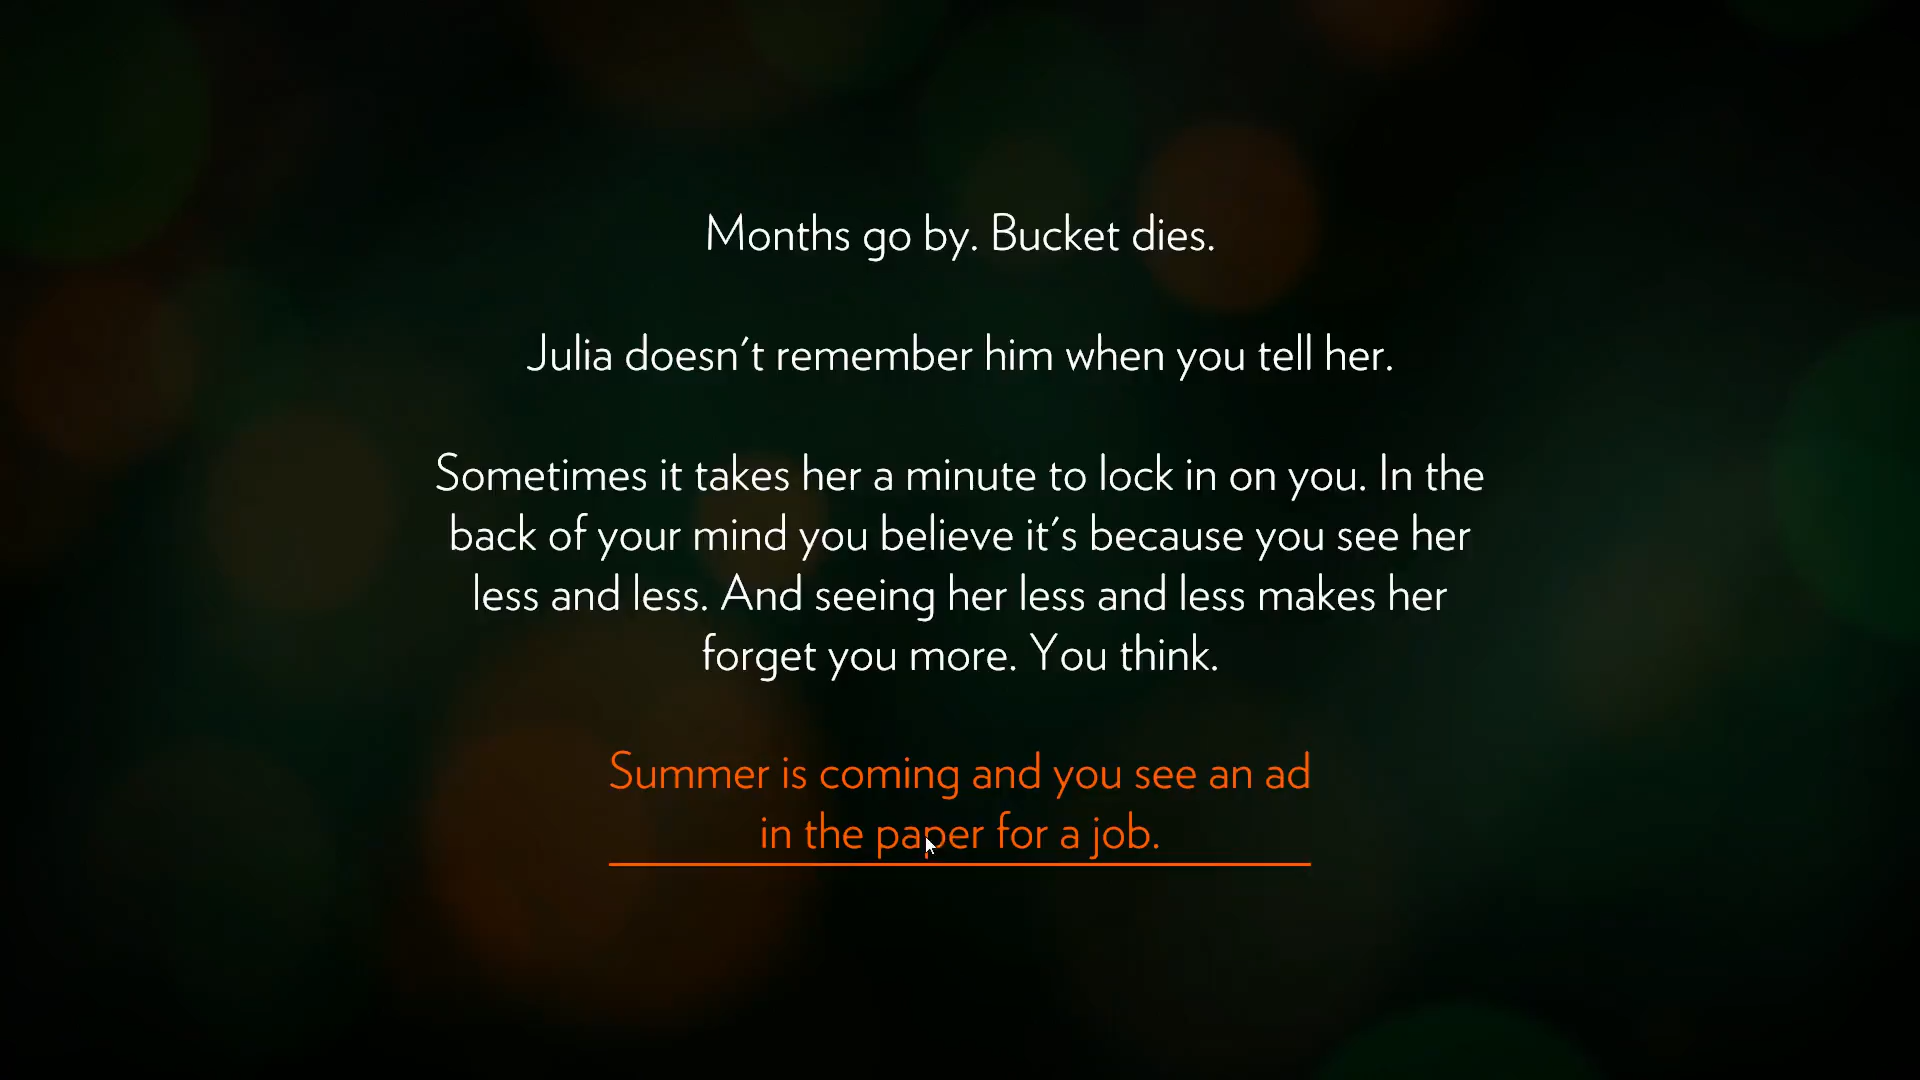 Months go by. Bucket dies.
Julia doesn't remember him when you tell her.
Sometimes it takes her a minute to lock in on you. In the
back of your mind you believe it's because you see her
less and less. And seeing her less and less makes her
forget you more. You think.
Summer is coming and you see an ad
in the paper for a job.